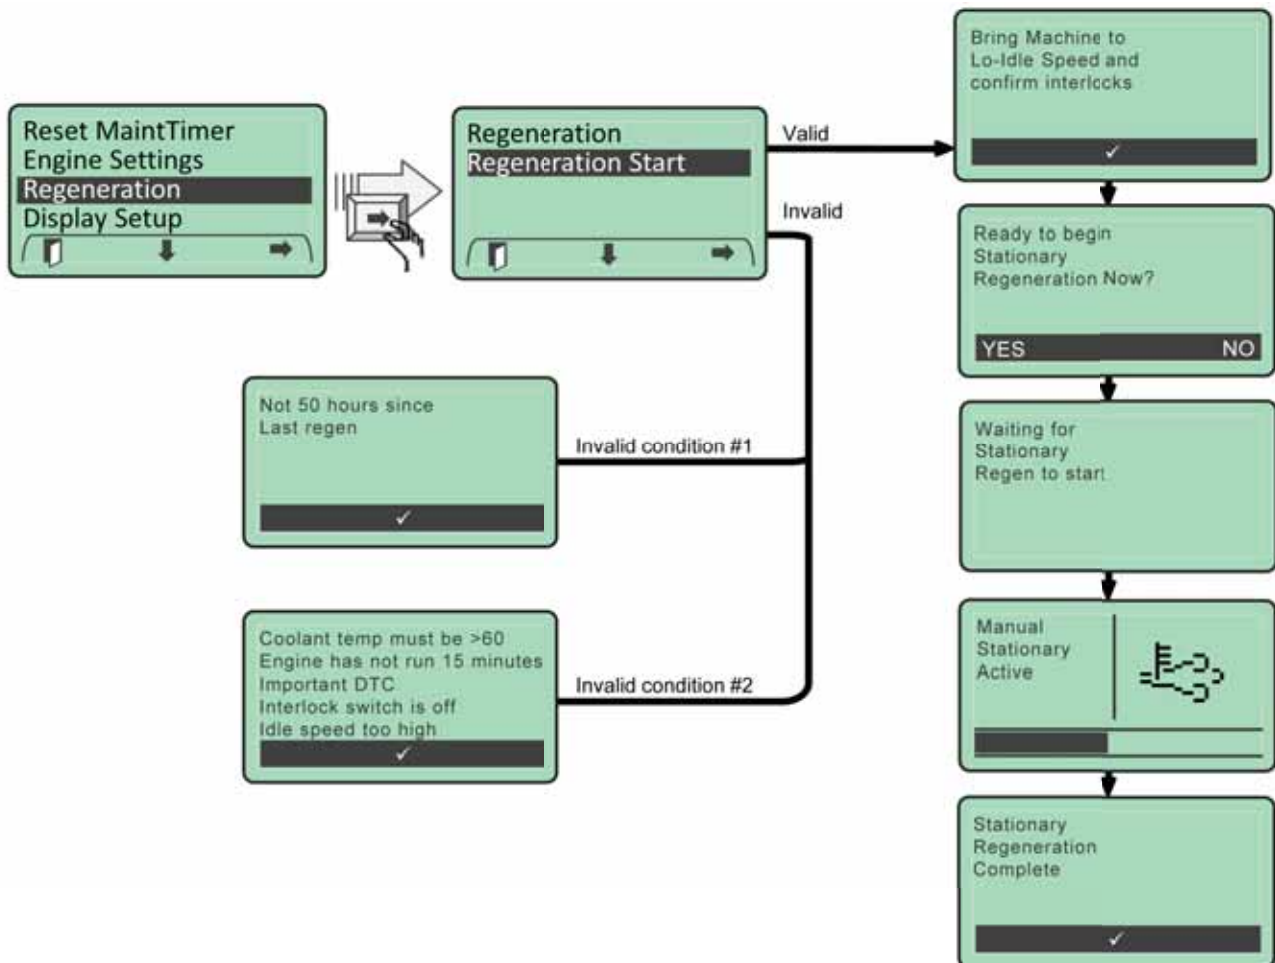 Reset MaintTimer
Engine Settings
Regeneration
Display Setup
Regeneration
Regeneration Start
Valid
Invalid
Bring Machine to
Lo-Idle Speed and
confirm interlocks
Ready to begin
Stationary
Regeneration Now?
YES NO
Waiting for
Stationary
Regen to start
Manual
Stationary
Active
Stationary
Regeneration
Complete
Not 50 hours since
Last regen
Invalid condition #1
Coolant temp must be >60
Engine has not run 15 minutes
Important DTC
Interlock switch is off
Idle speed too high
Invalid condition #2